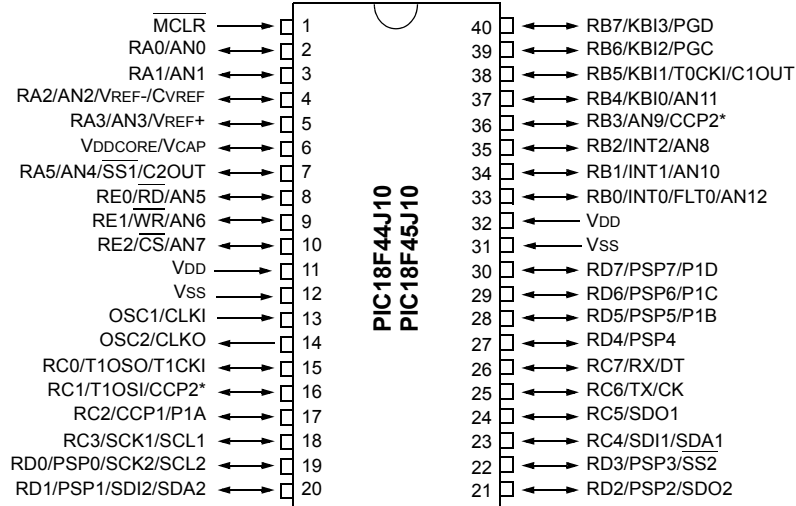 MCLR 1 40 RB7/KBI3/PGD
RA0/AN0 2 39 RB6/KBI2/PGC
RA1/AN1 3 38 RB5/KBI1/T0CKI/C1OUT
RA2/AN2/VREF-/CVREF 4 37 RB4/KBI0/AN11
RA3/AN3/VREF+ 5 36 RB3/AN9/CCP2*
VDDCORE/VCAP 6 35 RB2/INT2/AN8
RA5/AN4/SS1/C2OUT 7 34 RB1/INT1/AN10
RE0/RD/AN5 8 33 RB0/INT0/FLT0/AN12
RE1/WR/AN6 9 32 VDD
RE2/CS/AN7 10 31 VSS
VDD 11 30 RD7/PSP7/P1D
VSS 12 29 RD6/PSP6/P1C
OSC1/CLKI 13 28 RD5/PSP5/P1B
OSC2/CLKO 14 27 RD4/PSP4
RC0/T1OSO/T1CKI 15 26 RC7/RX/DT
RC1/T1OSI/CCP2* 16 25 RC6/TX/CK
RC2/CCP1/P1A 17 24 RC5/SDO1
RC3/SCK1/SCL1 18 23 RC4/SDI1/SDA1
RD0/PSP0/SCK2/SCL2 19 22 RD3/PSP3/SS2
RD1/PSP1/SDI2/SDA2 20 21 RD2/PSP2/SDO2
PIC18F44J10
PIC18F45J10